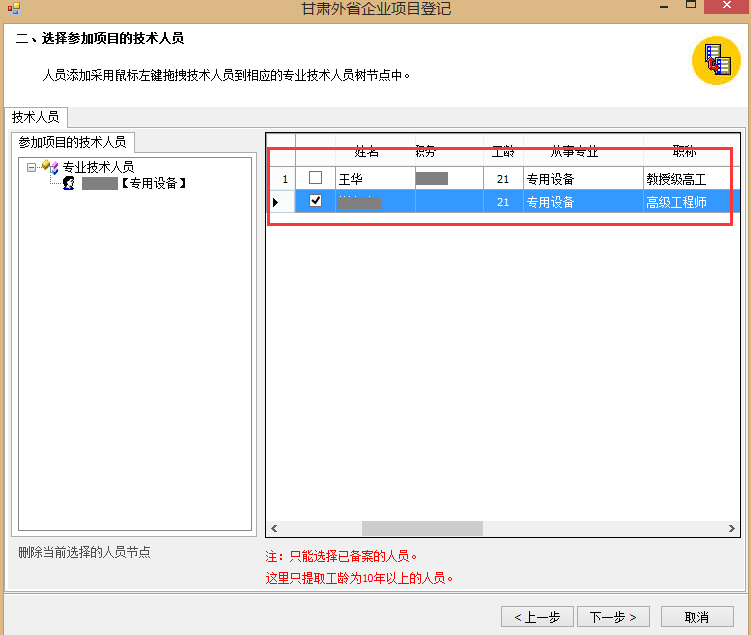 甘肃外省企业项目登记
二、选择参加项目的技术人员
人员添加采用鼠标左键拖拽技术人员到相应的专业技术人员树节点中。
技术人员
参加项目的技术人员
专业技术人员
【专用设备】
姓名 职务 工龄 从事专业 职称
1 王华 21 专用设备 教授级高工
21 专用设备 高级工程师
删除当前选择的人员节点
注：只能选择已备案的人员。
这里只提取工龄为10年以上的人员。
< 上一步 下一步 > 取消